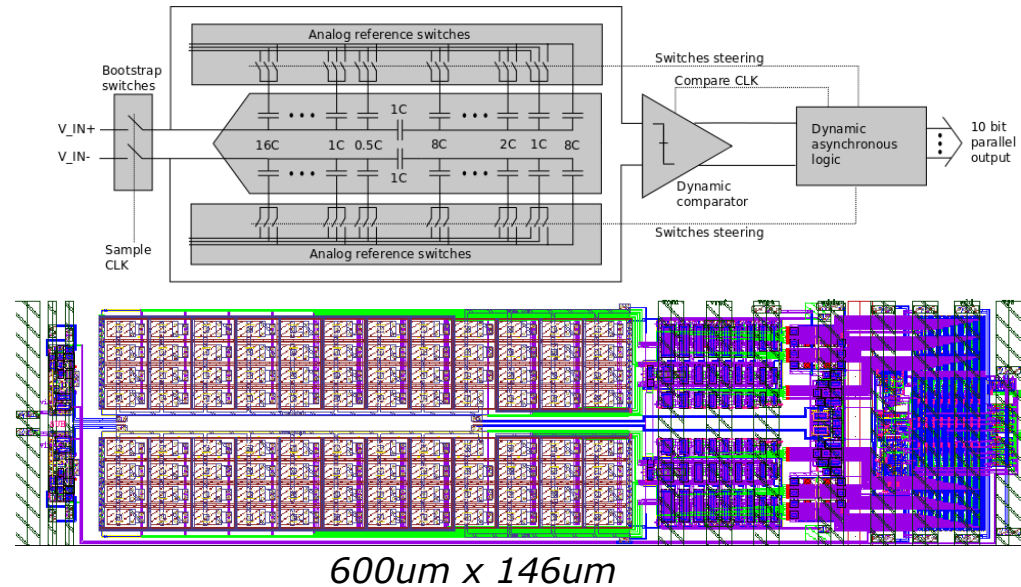 Analog reference switches
Bootstrap
switches
Switches steering
Compare CLK
1C
V_IN+
V_IN-
16C
1C
0.5C
8C
2C
1C
8C
1C
Dynamic
asynchronous
logic
10 bit
parallel
output
Dynamic
comparator
Switches steering
Sample
CLK
Analog reference switches
600um x 146um